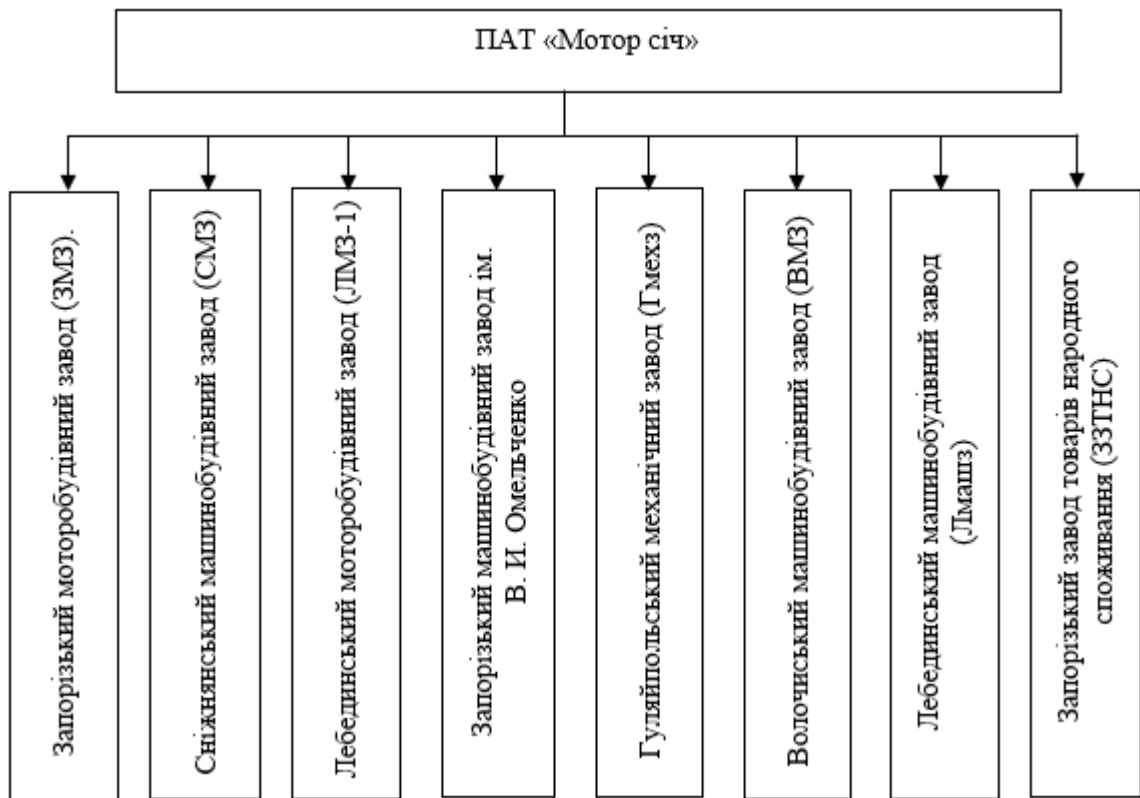 ПАТ «Мотор січ»
Запорізький моторобудівний завод (ЗМЗ).
Сніжнянський машинобудівний завод (СМЗ)
Лебединський моторобудівний завод (ЛМЗ-1)
Запорізький машинобудівний завод ім.
В. И. Омельченко
Гуляйпольський механічний завод (Гмехз)
Волочиський машинобудівний завод (ВМЗ)
Лебединський машинобудівний завод
(Лмашз)
Запорізький завод товарів народного
споживання (ЗЗТНС)